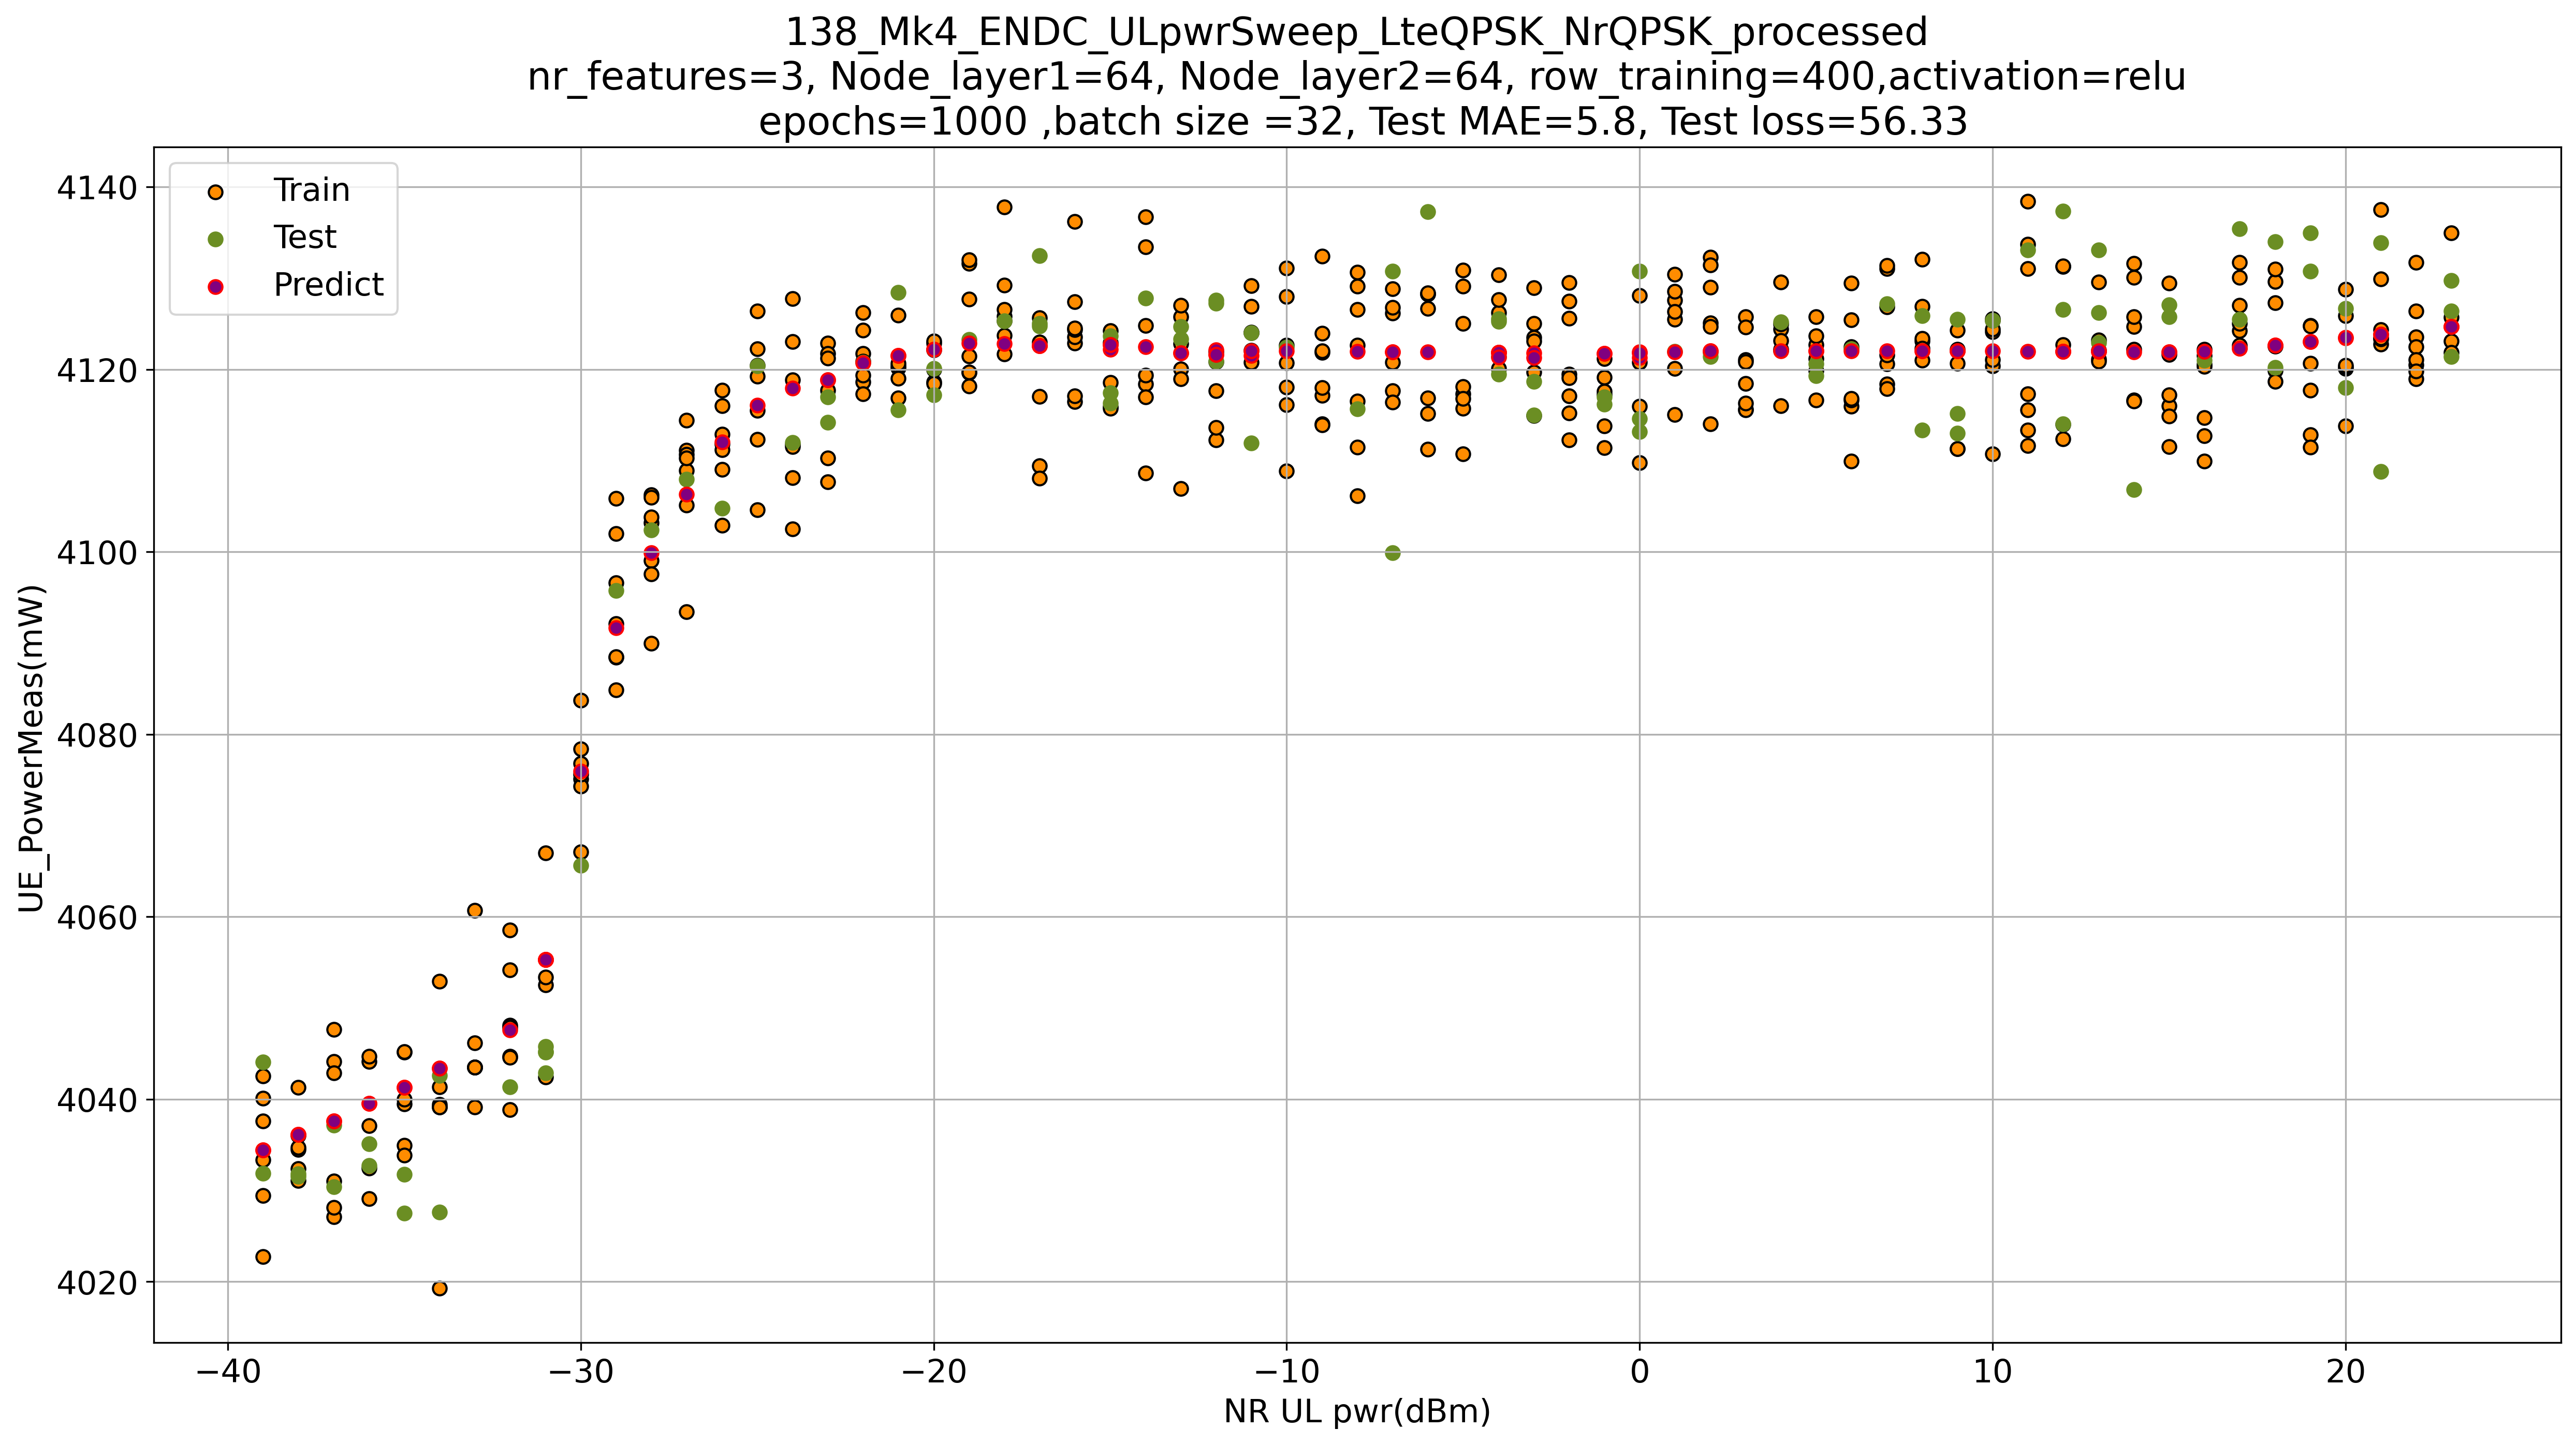 138_Mk4_ENDC_ULpwrSweep_LteQPSK_NrQPSK_processed
nr_features=3, Node_layer1=64, Node_layer2=64, row_training=400,activation=relu
epochs=1000 ,batch size =32, Test MAE=5.8, Test loss=56.33
Train
Test
Predict
4140
4120
4100
4080
4060
4040
4020
UE_PowerMeas(mW)
−40
−30
−20
−10
0
10
20
NR UL pwr(dBm)